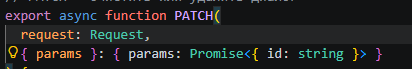 export async function PATCH(
request: Request,
{ params }: { params: Promise<{ id: string }> }